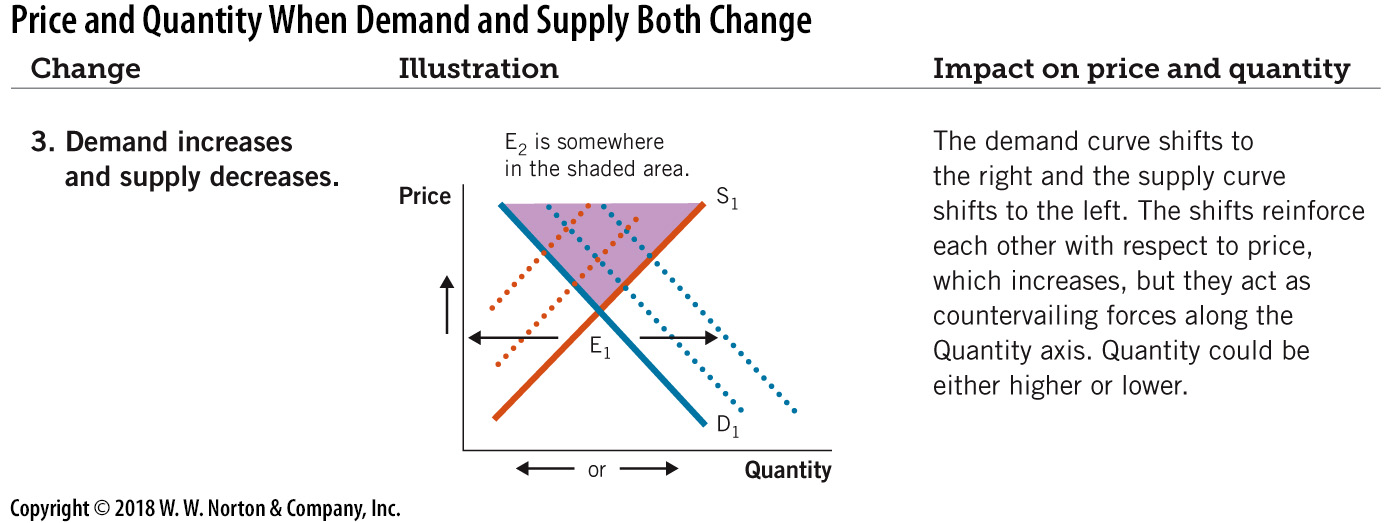 Price and Quantity When Demand and Supply Both Change
Change
Illustration
Impact on price and quantity
3. Demand increases
and supply decreases.
E₂ is somewhere
in the shaded area.
Price
S₁
E₁
D₁
or
Quantity
The demand curve shifts to
the right and the supply curve
shifts to the left. The shifts reinforce
each other with respect to price,
which increases, but they act as
countervailing forces along the
Quantity axis. Quantity could be
either higher or lower.
Copyright © 2018 W. W. Norton & Company, Inc.